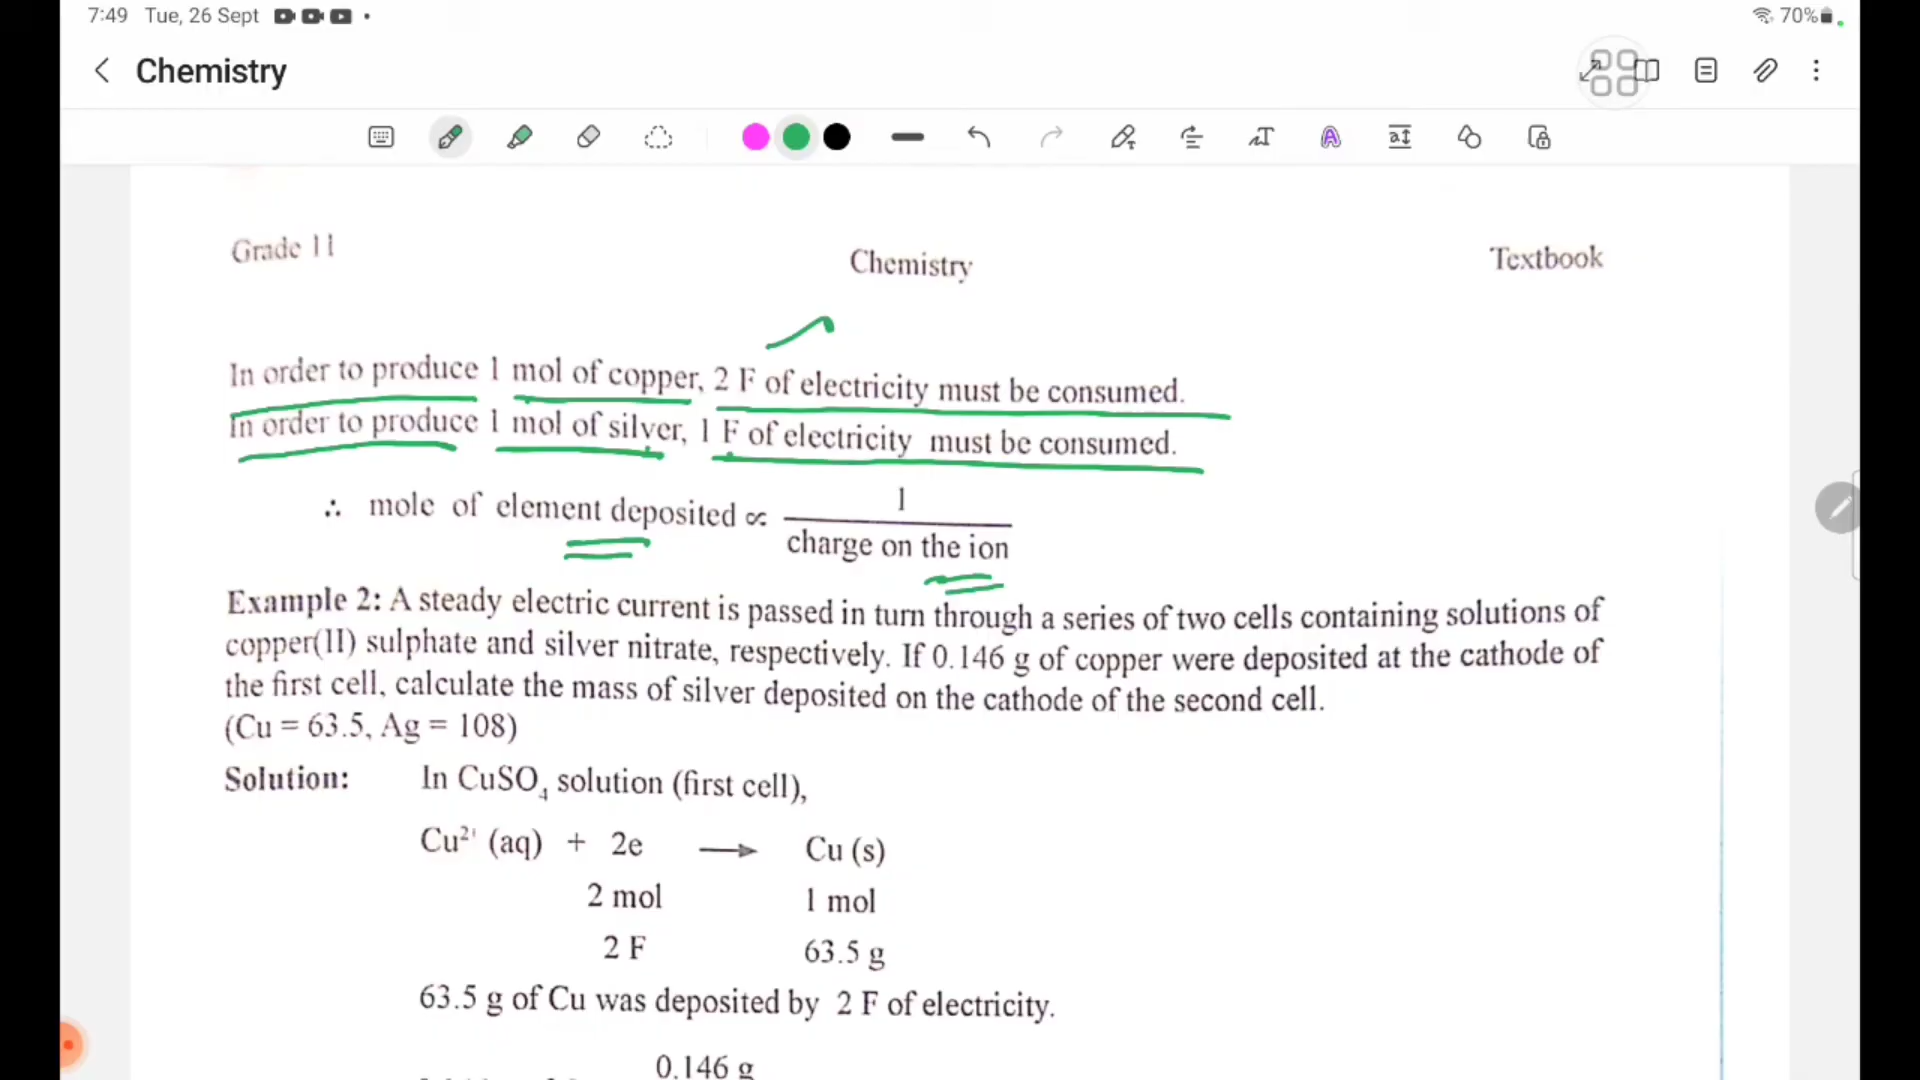 7:49 Tue, 26 Sept
70%
Chemistry
Grade 11
Chemistry
Textbook
In order to produce 1 mol of copper, 2 F of electricity must be consumed.
In order to produce 1 mol of silver, 1 F of electricity must be consumed.
∴ mole of element deposited ∝ 1
charge on the ion
Example 2: A steady electric current is passed in turn through a series of two cells containing solutions of
copper(II) sulphate and silver nitrate, respectively. If 0.146 g of copper were deposited at the cathode of
the first cell, calculate the mass of silver deposited on the cathode of the second cell.
(Cu = 63.5, Ag = 108)
Solution: In CuSO₄ solution (first cell),
Cu²⁺ (aq) + 2e → Cu (s)
2 mol 1 mol
2 F 63.5 g
63.5 g of Cu was deposited by 2 F of electricity.
0.146 g